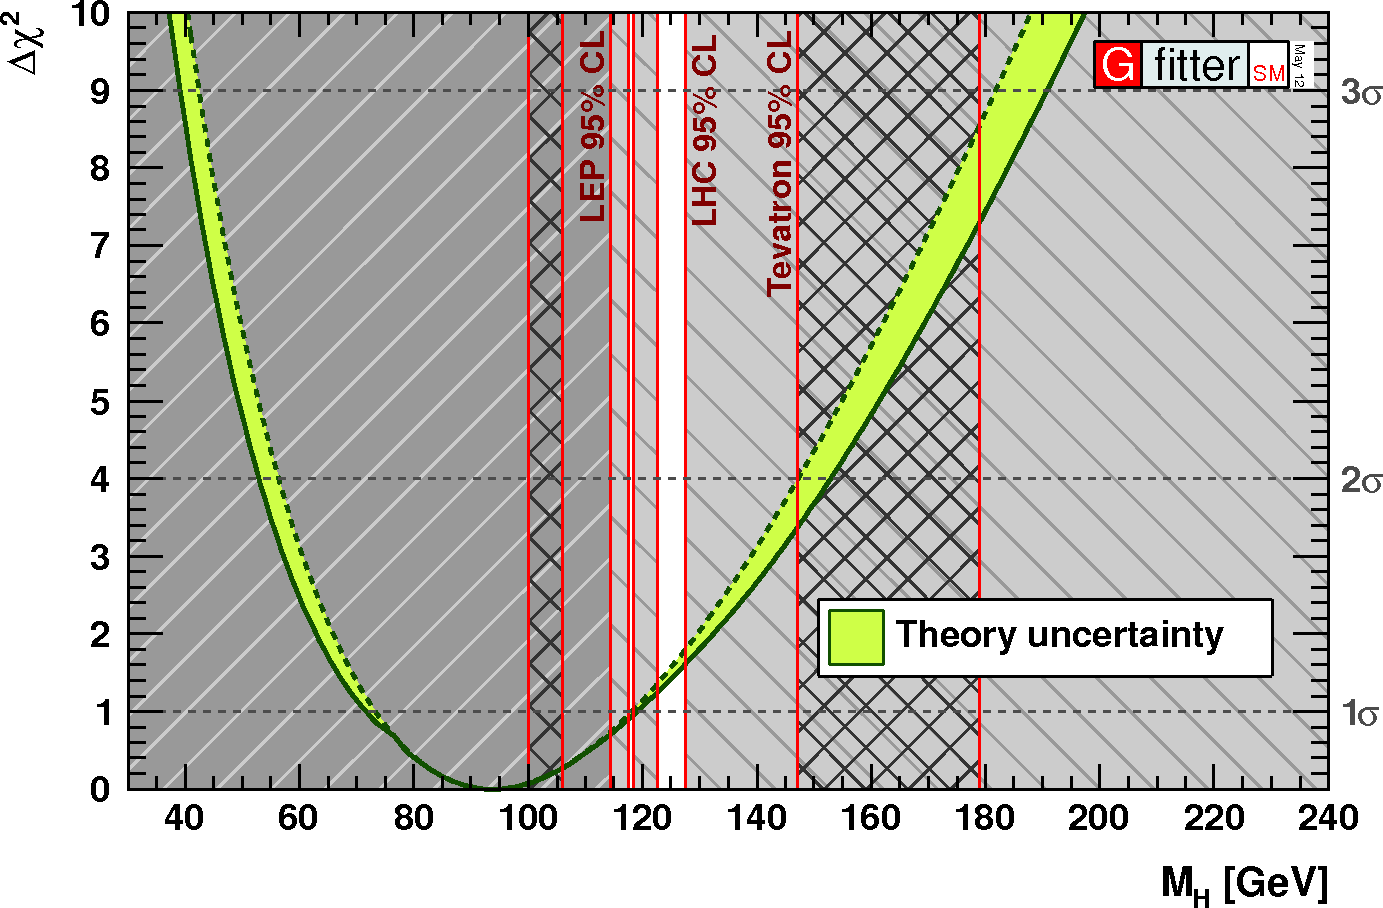 Δχ²
10
9
8
7
6
5
4
3
2
1
0
LEP 95% CL
LHC 95% CL
Tevatron 95% CL
G fitter SM
May 12
3σ
2σ
1σ
Theory uncertainty
40 60 80 100 120 140 160 180 200 220 240
M_H [GeV]